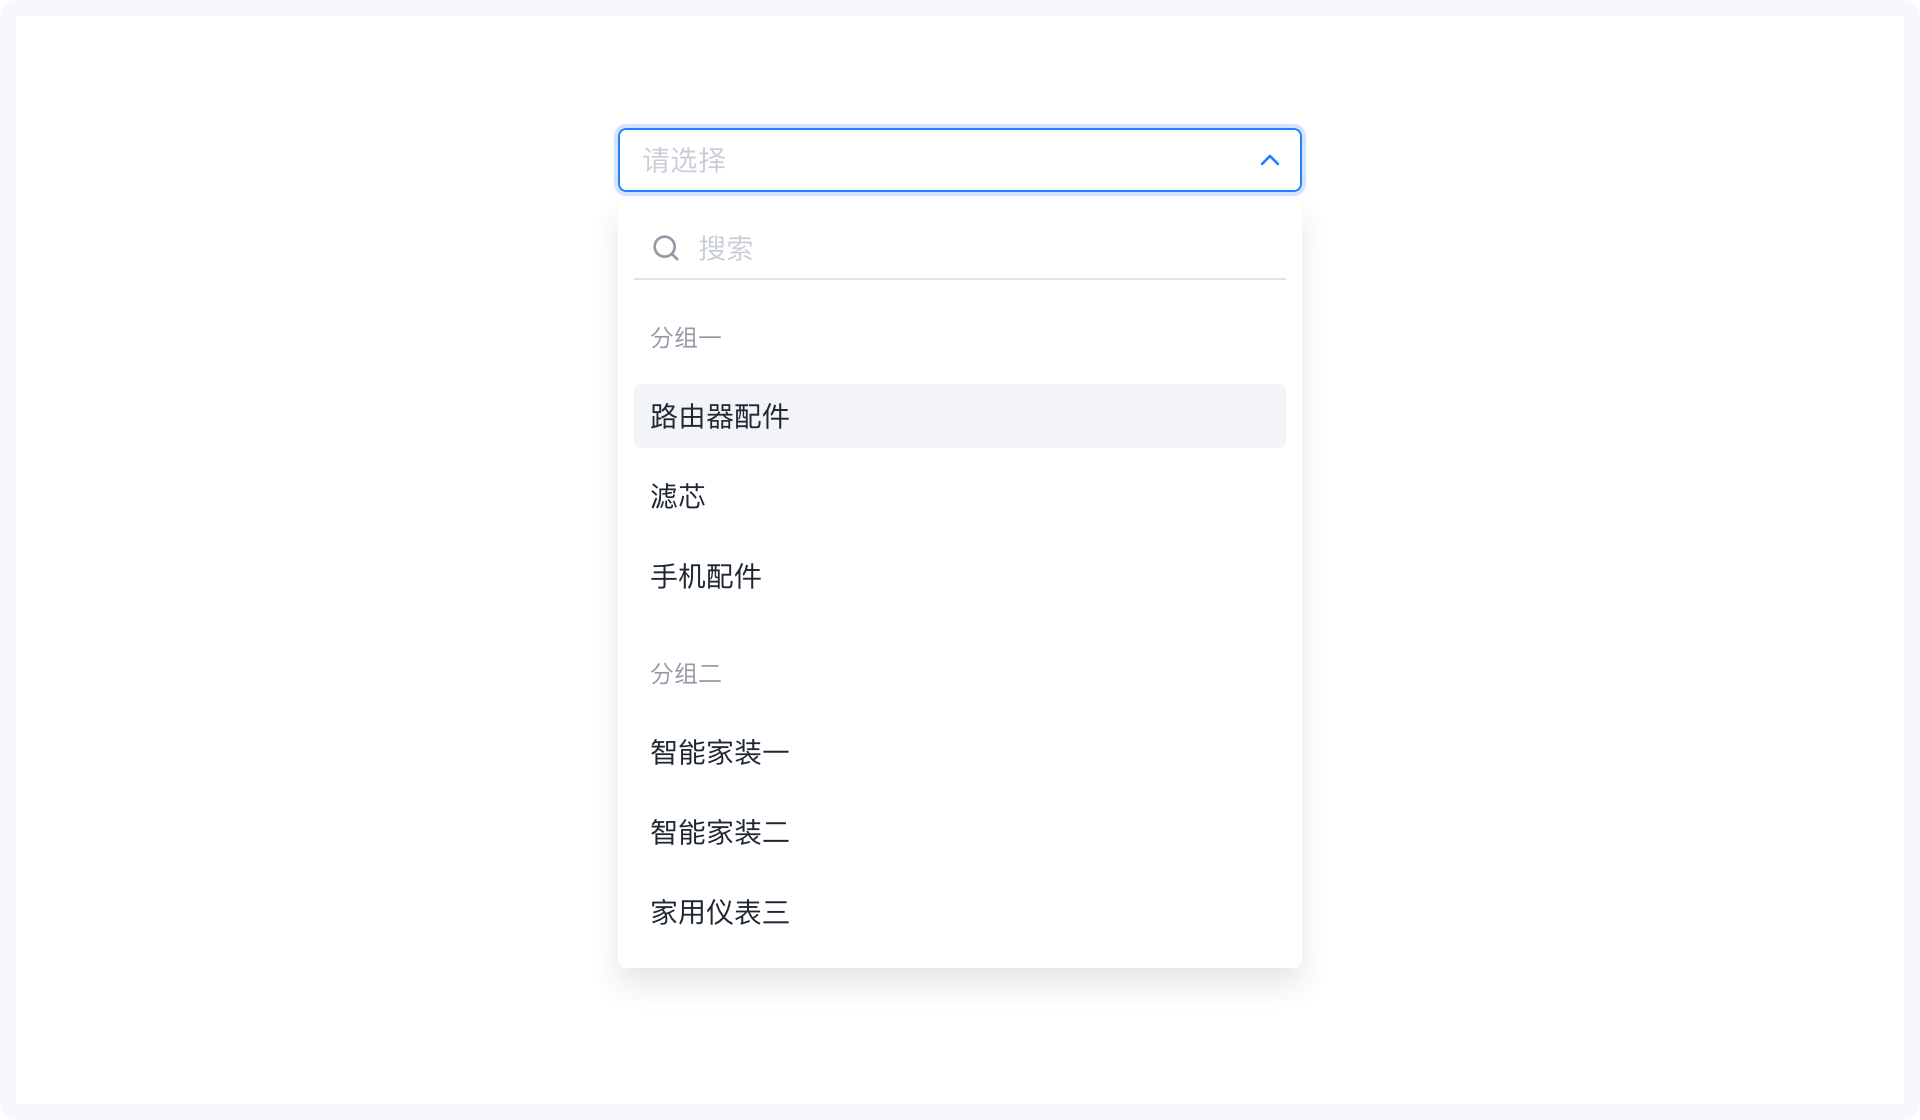 请选择
搜索
分组一
路由器配件
滤芯
手机配件
分组二
智能家装一
智能家装二
家用仪表三